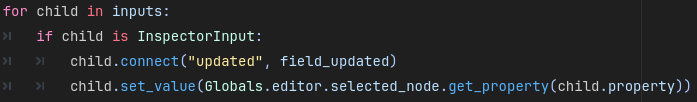 for child in inputs:
if child is InspectorInput:
child.connect("updated", field_updated)
child.set_value(Globals.editor.selected_node.get_property(child.property))